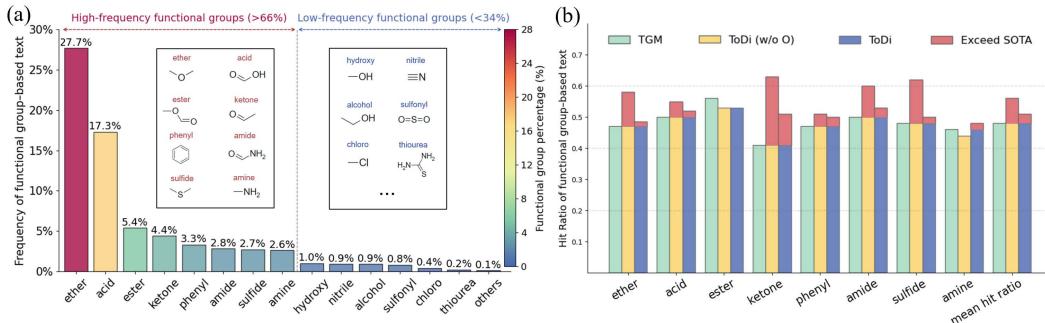 (a)
High-frequency functional groups (>66%)
Low-frequency functional groups (<34%)
Frequency of functional group-based text
30%
25%
20%
15%
10%
5%
0%
27.7%
17.3%
5.4%
4.4%
3.3%
2.8%
2.7%
2.6%
1.0%
0.9%
0.9%
0.8%
0.4%
0.2%
0.1%
ether
acid
O
O
OH
ester
ketone
O
O
O
phenyl
amide
O
NH2
sulfide
amine
S
NH2
hydroxy
nitrile
OH
N
alcohol
sulfonyl
OH
O=S=O
chloro
thiourea
Cl
NH2
H2N
S
...
ether
acid
ester
ketone
phenyl
amide
sulfide
amine
hydroxy
nitrile
alcohol
sulfonyl
chloro
thiourea
others
28
24
20
16
12
8
4
0
Functional group percentage (%)
(b)
TGM
ToDi (w/o O)
ToDi
Exceed SOTA
Hit Ratio of functional group-based text
0.6
0.5
0.4
0.3
0.2
0.1
ether
acid
ester
ketone
phenyl
amide
sulfide
amine
mean hit ratio